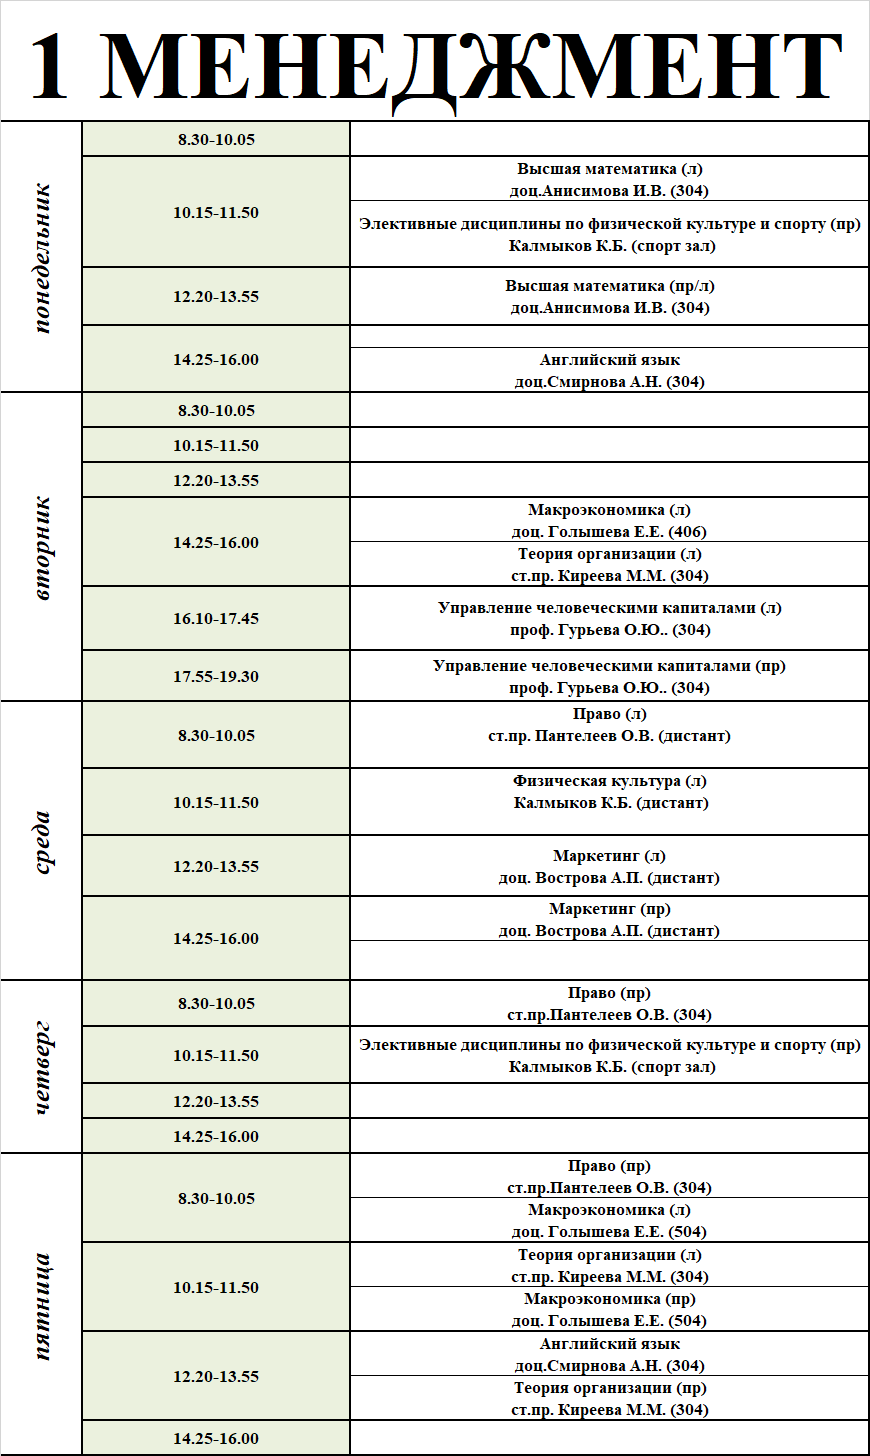 1 МЕНЕДЖМЕНТ
понедельник
8.30-10.05
10.15-11.50
Высшая математика (л)
доц.Анисимова И.В. (304)
Элективные дисциплины по физической культуре и спорту (пр)
Калмыков К.Б. (спорт зал)
12.20-13.55
Высшая математика (пр/л)
доц.Анисимова И.В. (304)
14.25-16.00
Английский язык
доц.Смирнова А.Н. (304)
вторник
8.30-10.05
10.15-11.50
12.20-13.55
14.25-16.00
Макроэкономика (л)
доц. Голышева Е.Е. (406)
Теория организации (л)
ст.пр. Киреева М.М. (304)
16.10-17.45
Управление человеческими капиталами (л)
проф. Гурьева О.Ю.. (304)
17.55-19.30
Управление человеческими капиталами (пр)
проф. Гурьева О.Ю.. (304)
среда
8.30-10.05
Право (л)
ст.пр. Пантелеев О.В. (дистант)
10.15-11.50
Физическая культура (л)
Калмыков К.Б. (дистант)
12.20-13.55
Маркетинг (л)
доц. Вострова А.П. (дистант)
14.25-16.00
Маркетинг (пр)
доц. Вострова А.П. (дистант)
четверг
8.30-10.05
Право (пр)
ст.пр.Пантелеев О.В. (304)
10.15-11.50
Элективные дисциплины по физической культуре и спорту (пр)
Калмыков К.Б. (спорт зал)
12.20-13.55
14.25-16.00
пятница
8.30-10.05
Право (пр)
ст.пр.Пантелеев О.В. (304)
Макроэкономика (л)
доц. Голышева Е.Е. (504)
10.15-11.50
Теория организации (л)
ст.пр. Киреева М.М. (304)
Макроэкономика (пр)
доц. Голышева Е.Е. (504)
12.20-13.55
Английский язык
доц.Смирнова А.Н. (304)
Теория организации (пр)
ст.пр. Киреева М.М. (304)
14.25-16.00